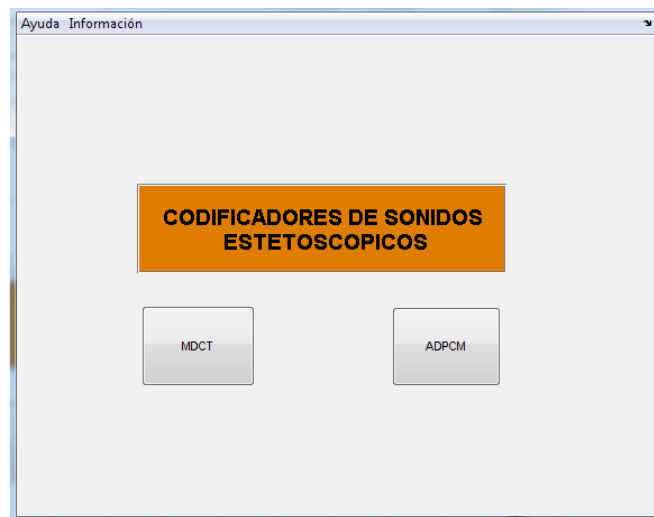 Ayuda Información
CODIFICADORES DE SONIDOS
ESTETOSCOPICOS
MDCT
ADPCM